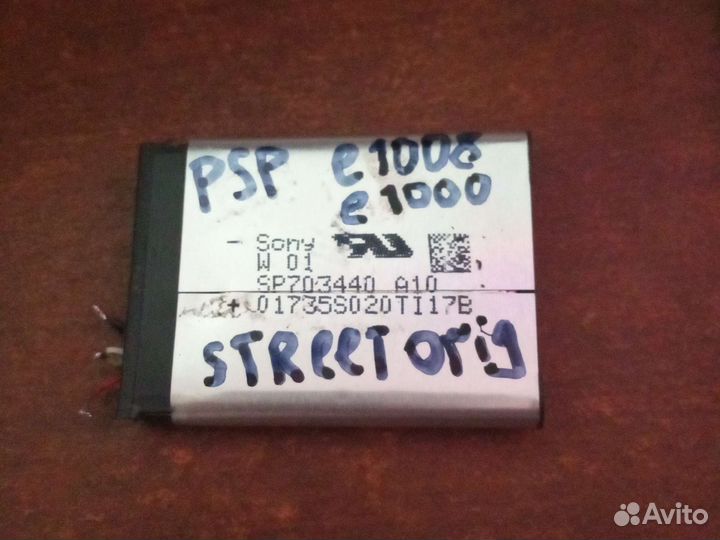 PSP e1008
e1000
- Sony
W 01
SP703440 A10
+ 01735S020TI17B
STREET orig
Avito